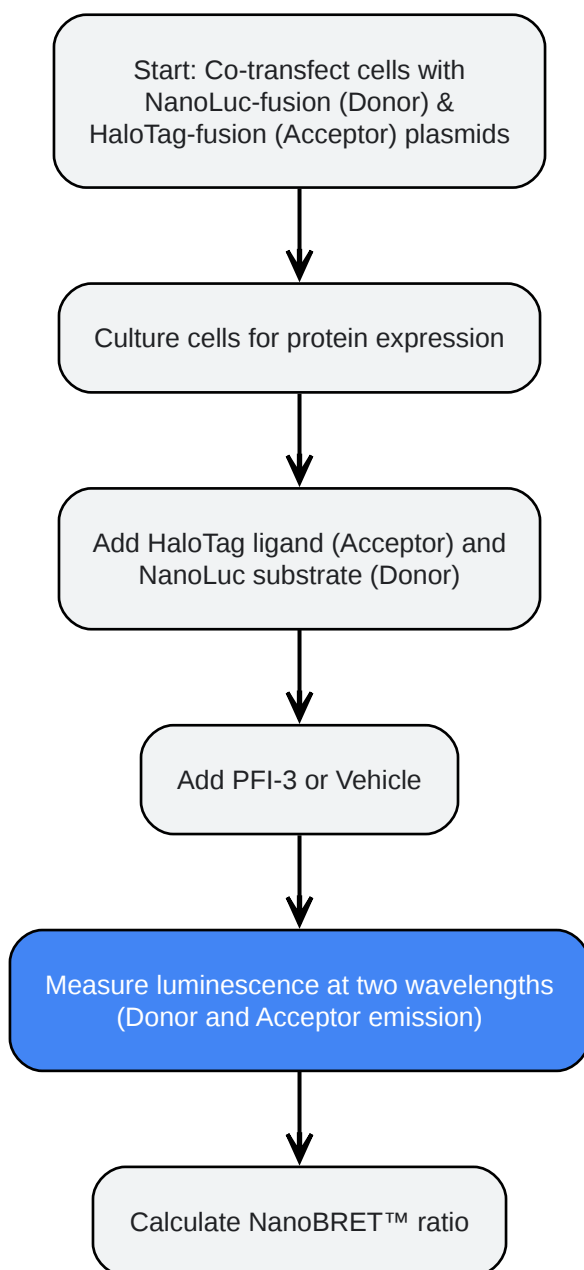 Start: Co-transfect cells with
NanoLuc-fusion (Donor) &
HaloTag-fusion (Acceptor) plasmids
Culture cells for protein expression
Add HaloTag ligand (Acceptor) and
NanoLuc substrate (Donor)
Add PFI-3 or Vehicle
Measure luminescence at two wavelengths
(Donor and Acceptor emission)
Calculate NanoBRET™ ratio